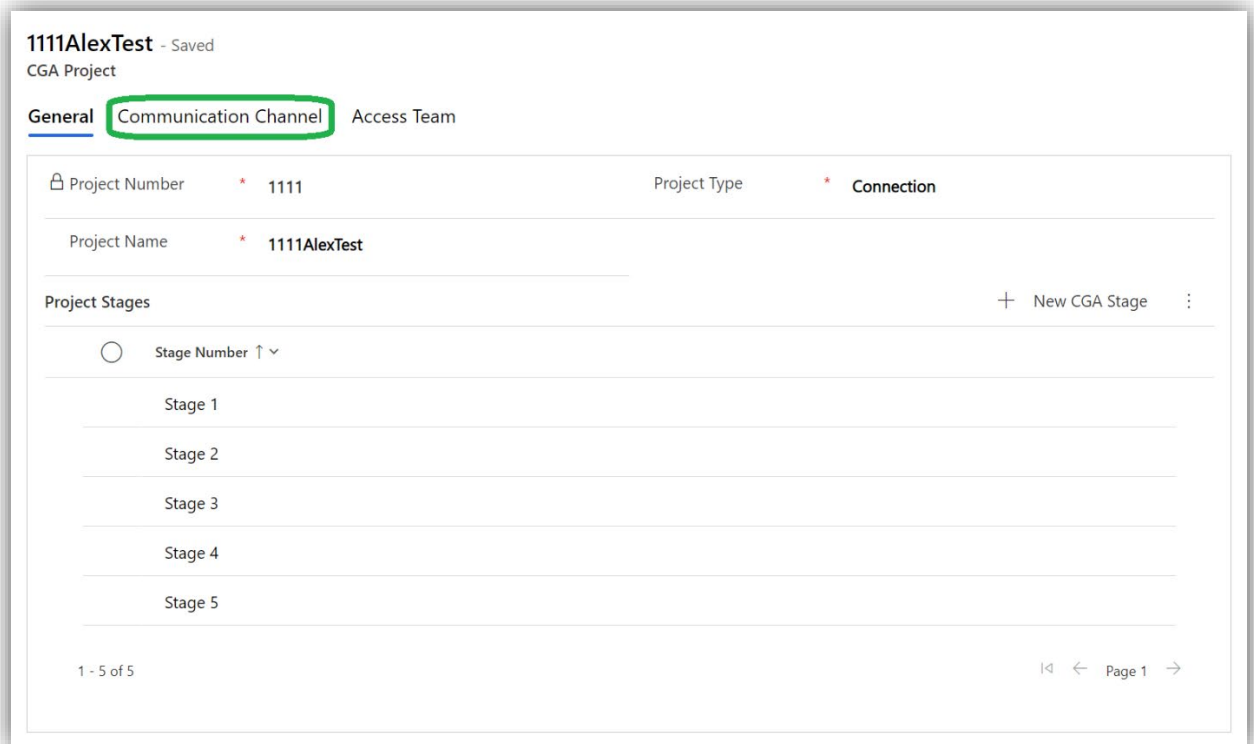 1111AlexTest - Saved
CGA Project
General Communication Channel Access Team
Project Number * 1111 Project Type * Connection
Project Name * 1111AlexTest
Project Stages + New CGA Stage
Stage Number ↑
Stage 1
Stage 2
Stage 3
Stage 4
Stage 5
1 - 5 of 5 Page 1